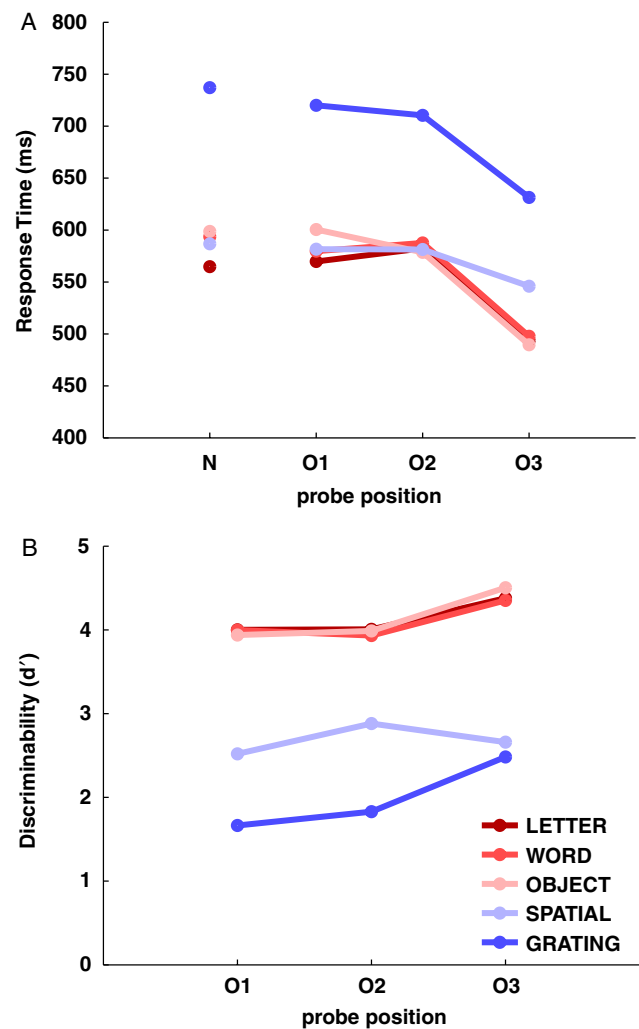 A
800
750
700
650
600
550
500
450
400
Response Time (ms)
N O1 O2 O3
probe position
B
5
4
3
2
1
0
Discriminability (d´)
LETTER
WORD
OBJECT
SPATIAL
GRATING
O1 O2 O3
probe position